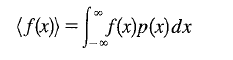 ⟨f(x)⟩ = ∫_{-∞}^{∞} f(x)p(x)dx